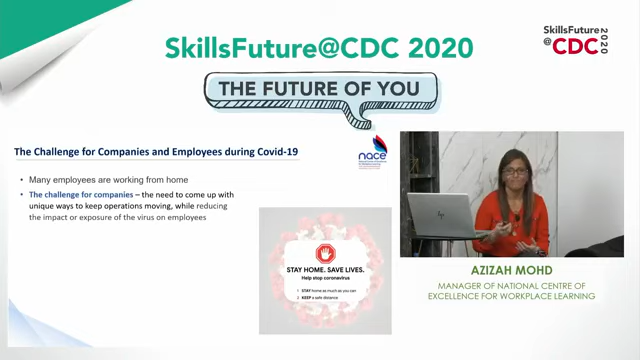 SkillsFuture@CDC 2020
SkillsFuture
@CDC
2020
THE FUTURE OF YOU
The Challenge for Companies and Employees during Covid-19
nace
• Many employees are working from home
• The challenge for companies – the need to come up with
unique ways to keep operations moving, while reducing
the impact or exposure of the virus on employees
STAY HOME. SAVE LIVES.
Help stop coronavirus
1 STAY home as much as you can
2 KEEP a safe distance
hp
AZIZAH MOHD
MANAGER OF NATIONAL CENTRE OF
EXCELLENCE FOR WORKPLACE LEARNING